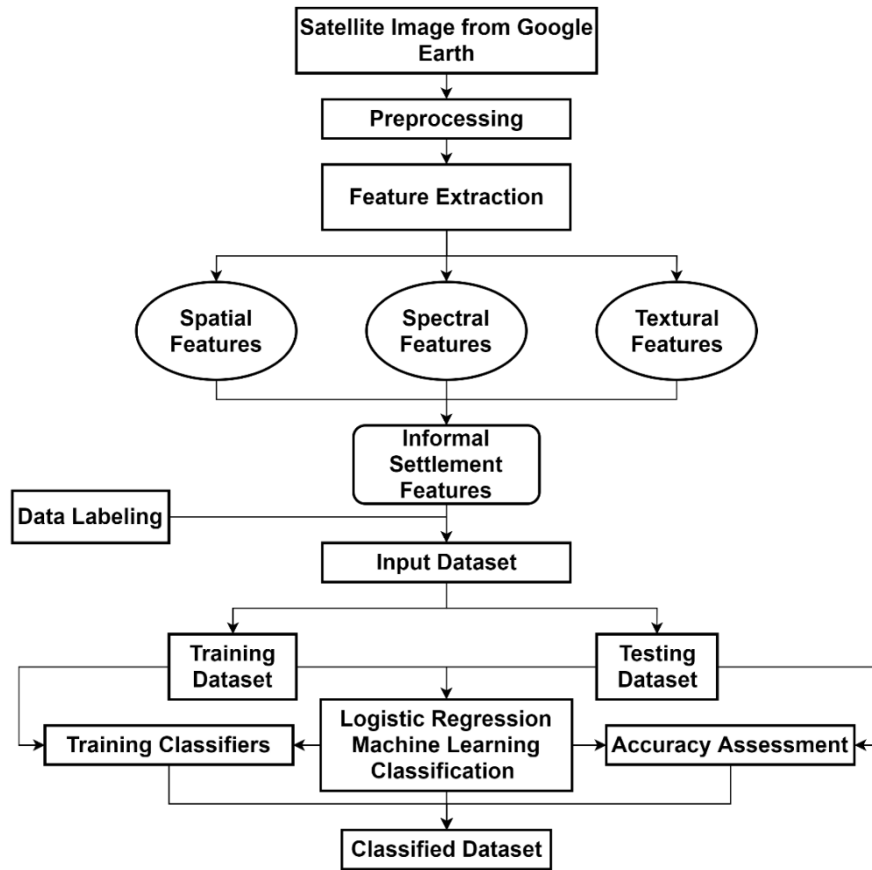 Satellite Image from Google
Earth
Preprocessing
Feature Extraction
Spatial
Features
Spectral
Features
Textural
Features
Informal
Settlement
Features
Data Labeling
Input Dataset
Training
Dataset
Testing
Dataset
Training Classifiers
Logistic Regression
Machine Learning
Classification
Accuracy Assessment
Classified Dataset